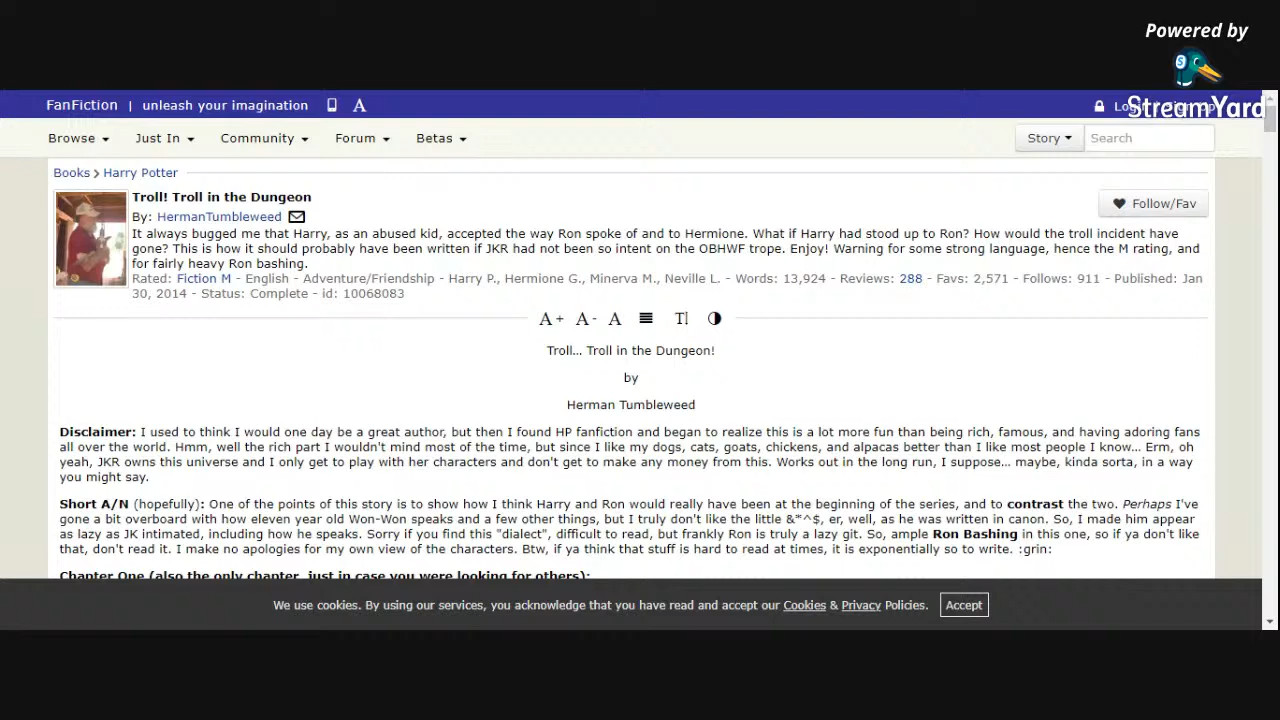 Powered by
StreamYard
FanFiction | unleash your imagination A
Browse Just In Community Forum Betas Story Search
Books Harry Potter
Troll! Troll in the Dungeon Follow/Fav
By: HermanTumbleweed
It always bugged me that Harry, as an abused kid, accepted the way Ron spoke of and to Hermione. What if Harry had stood up to Ron? How would the troll incident have
gone? This is how it should probably have been written if JKR had not been so intent on the OBHWF trope. Enjoy! Warning for some strong language, hence the M rating, and
for fairly heavy Ron bashing.
Rated: Fiction M - English - Adventure/Friendship - Harry P., Hermione G., Minerva M., Neville L. - Words: 13,924 - Reviews: 288 - Favs: 2,571 - Follows: 911 - Published: Jan
30, 2014 - Status: Complete - id: 10068083
A + A - A T|
Troll... Troll in the Dungeon!
by
Herman Tumbleweed
Disclaimer: I used to think I would one day be a great author, but then I found HP fanfiction and began to realize this is a lot more fun than being rich, famous, and having adoring fans
all over the world. Hmm, well the rich part I wouldn't mind most of the time, but since I like my dogs, cats, goats, chickens, and alpacas better than I like most people I know... Erm, oh
yeah, JKR owns this universe and I only get to play with her characters and don't get to make any money from this. Works out in the long run, I suppose... maybe, kinda sorta, in a way
you might say.
Short A/N (hopefully): One of the points of this story is to show how I think Harry and Ron would really have been at the beginning of the series, and to contrast the two. Perhaps I've
gone a bit overboard with how eleven year old Won-Won speaks and a few other things, but I truly don't like the little &*^$, er, well, as he was written in canon. So, I made him appear
as lazy as JK intimated, including how he speaks. Sorry if you find this "dialect", difficult to read, but frankly Ron is truly a lazy git. So, ample Ron Bashing in this one, so if ya don't like
that, don't read it. I make no apologies for my own view of the characters. Btw, if ya think that stuff is hard to read at times, it is exponentially so to write. :grin:
Chapter One (also the only chapter, just in case you were looking for others):
We use cookies. By using our services, you acknowledge that you have read and accept our Cookies & Privacy Policies. Accept